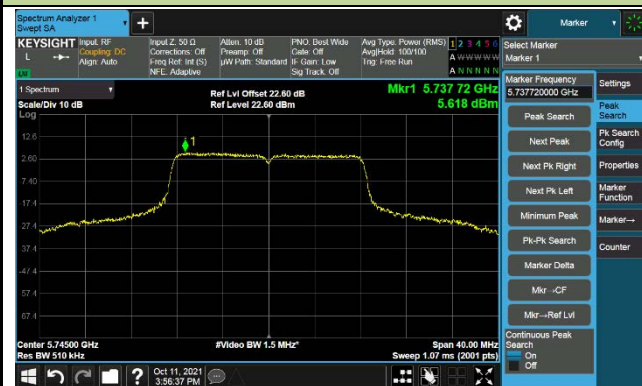 Spectrum Analyzer 1
Swept SA
+
Marker
KEYSIGHT
L
Input: RF
Coupling: DC
Align: Auto
Input Z: 50 Ω
Corrections: Off
Freq Ref: Int (S)
NFE: Adaptive
Atten: 10 dB
Preamp: Off
µW Path: Standard
PNO: Best Wide
Gate: Off
IF Gain: Low
Sig Track: Off
Avg Type: Power (RMS)
Avg|Hold: 100/100
Trig: Free Run
1 2 3 4 5 6
A W W W W W
A N N N N N
Select Marker
Marker 1
1 Spectrum
Scale/Div 10 dB
Log
Ref Lvl Offset 22.60 dB
Ref Level 22.60 dBm
Mkr1 5.737 72 GHz
5.618 dBm
1
12.6
2.60
-7.40
-17.4
-27.4
-37.4
-47.4
-57.4
-67.4
Center 5.74500 GHz
Res BW 510 kHz
#Video BW 1.5 MHz*
Span 40.00 MHz
Sweep 1.07 ms (2001 pts)
Marker Frequency
5.737720000 GHz
Peak Search
Next Peak
Next Pk Right
Next Pk Left
Minimum Peak
Pk-Pk Search
Marker Delta
Mkr→CF
Mkr→Ref Lvl
Continuous Peak
Search
On
Off
Settings
Peak
Search
Pk Search
Config
Properties
Marker
Function
Marker→
Counter
?
Oct 11, 2021
3:56:37 PM